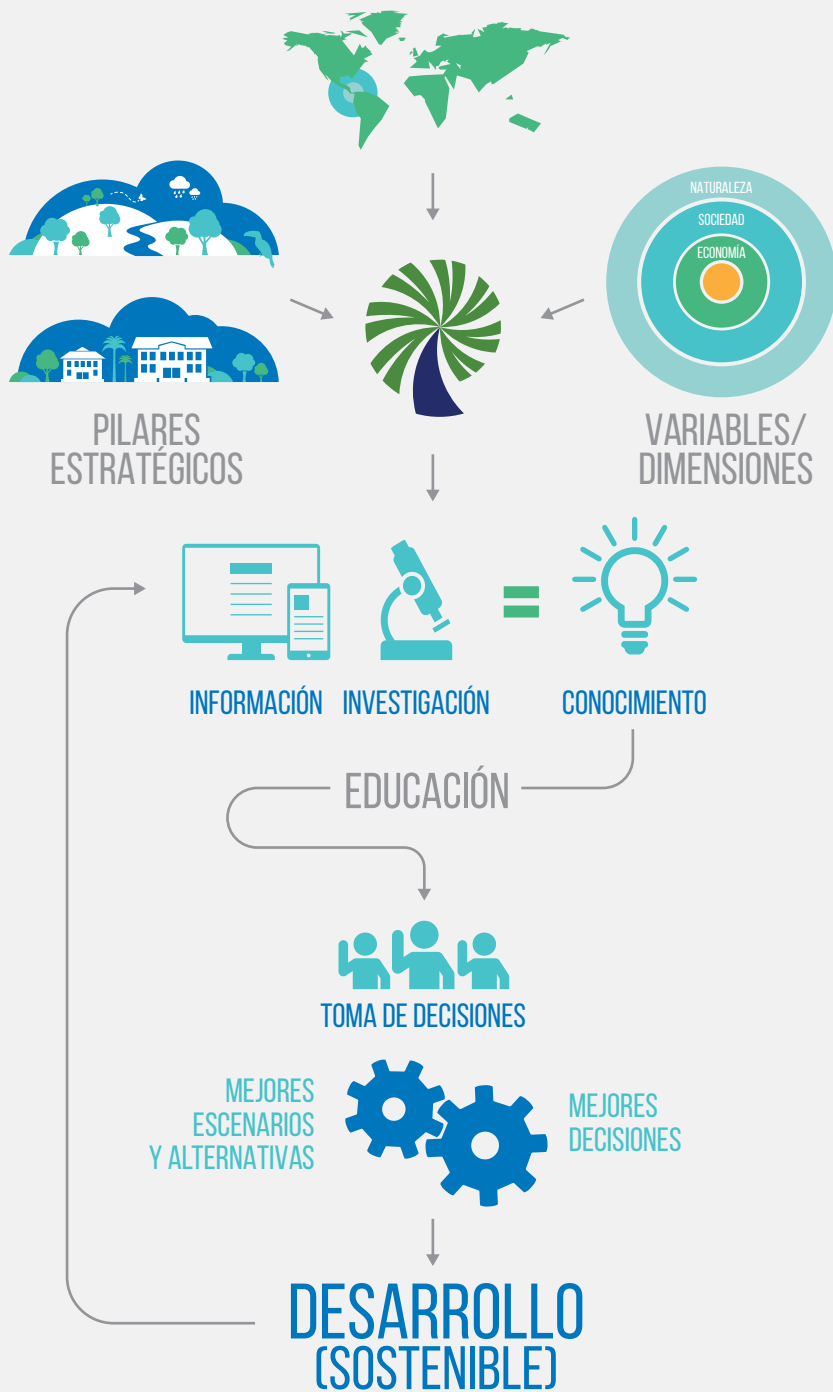 NATURALEZA
SOCIEDAD
ECONOMÍA
PILARES
ESTRATÉGICOS
VARIABLES/
DIMENSIONES
INFORMACIÓN
INVESTIGACIÓN
CONOCIMIENTO
EDUCACIÓN
TOMA DE DECISIONES
MEJORES
ESCENARIOS
Y ALTERNATIVAS
MEJORES
DECISIONES
DESARROLLO
(SOSTENIBLE)